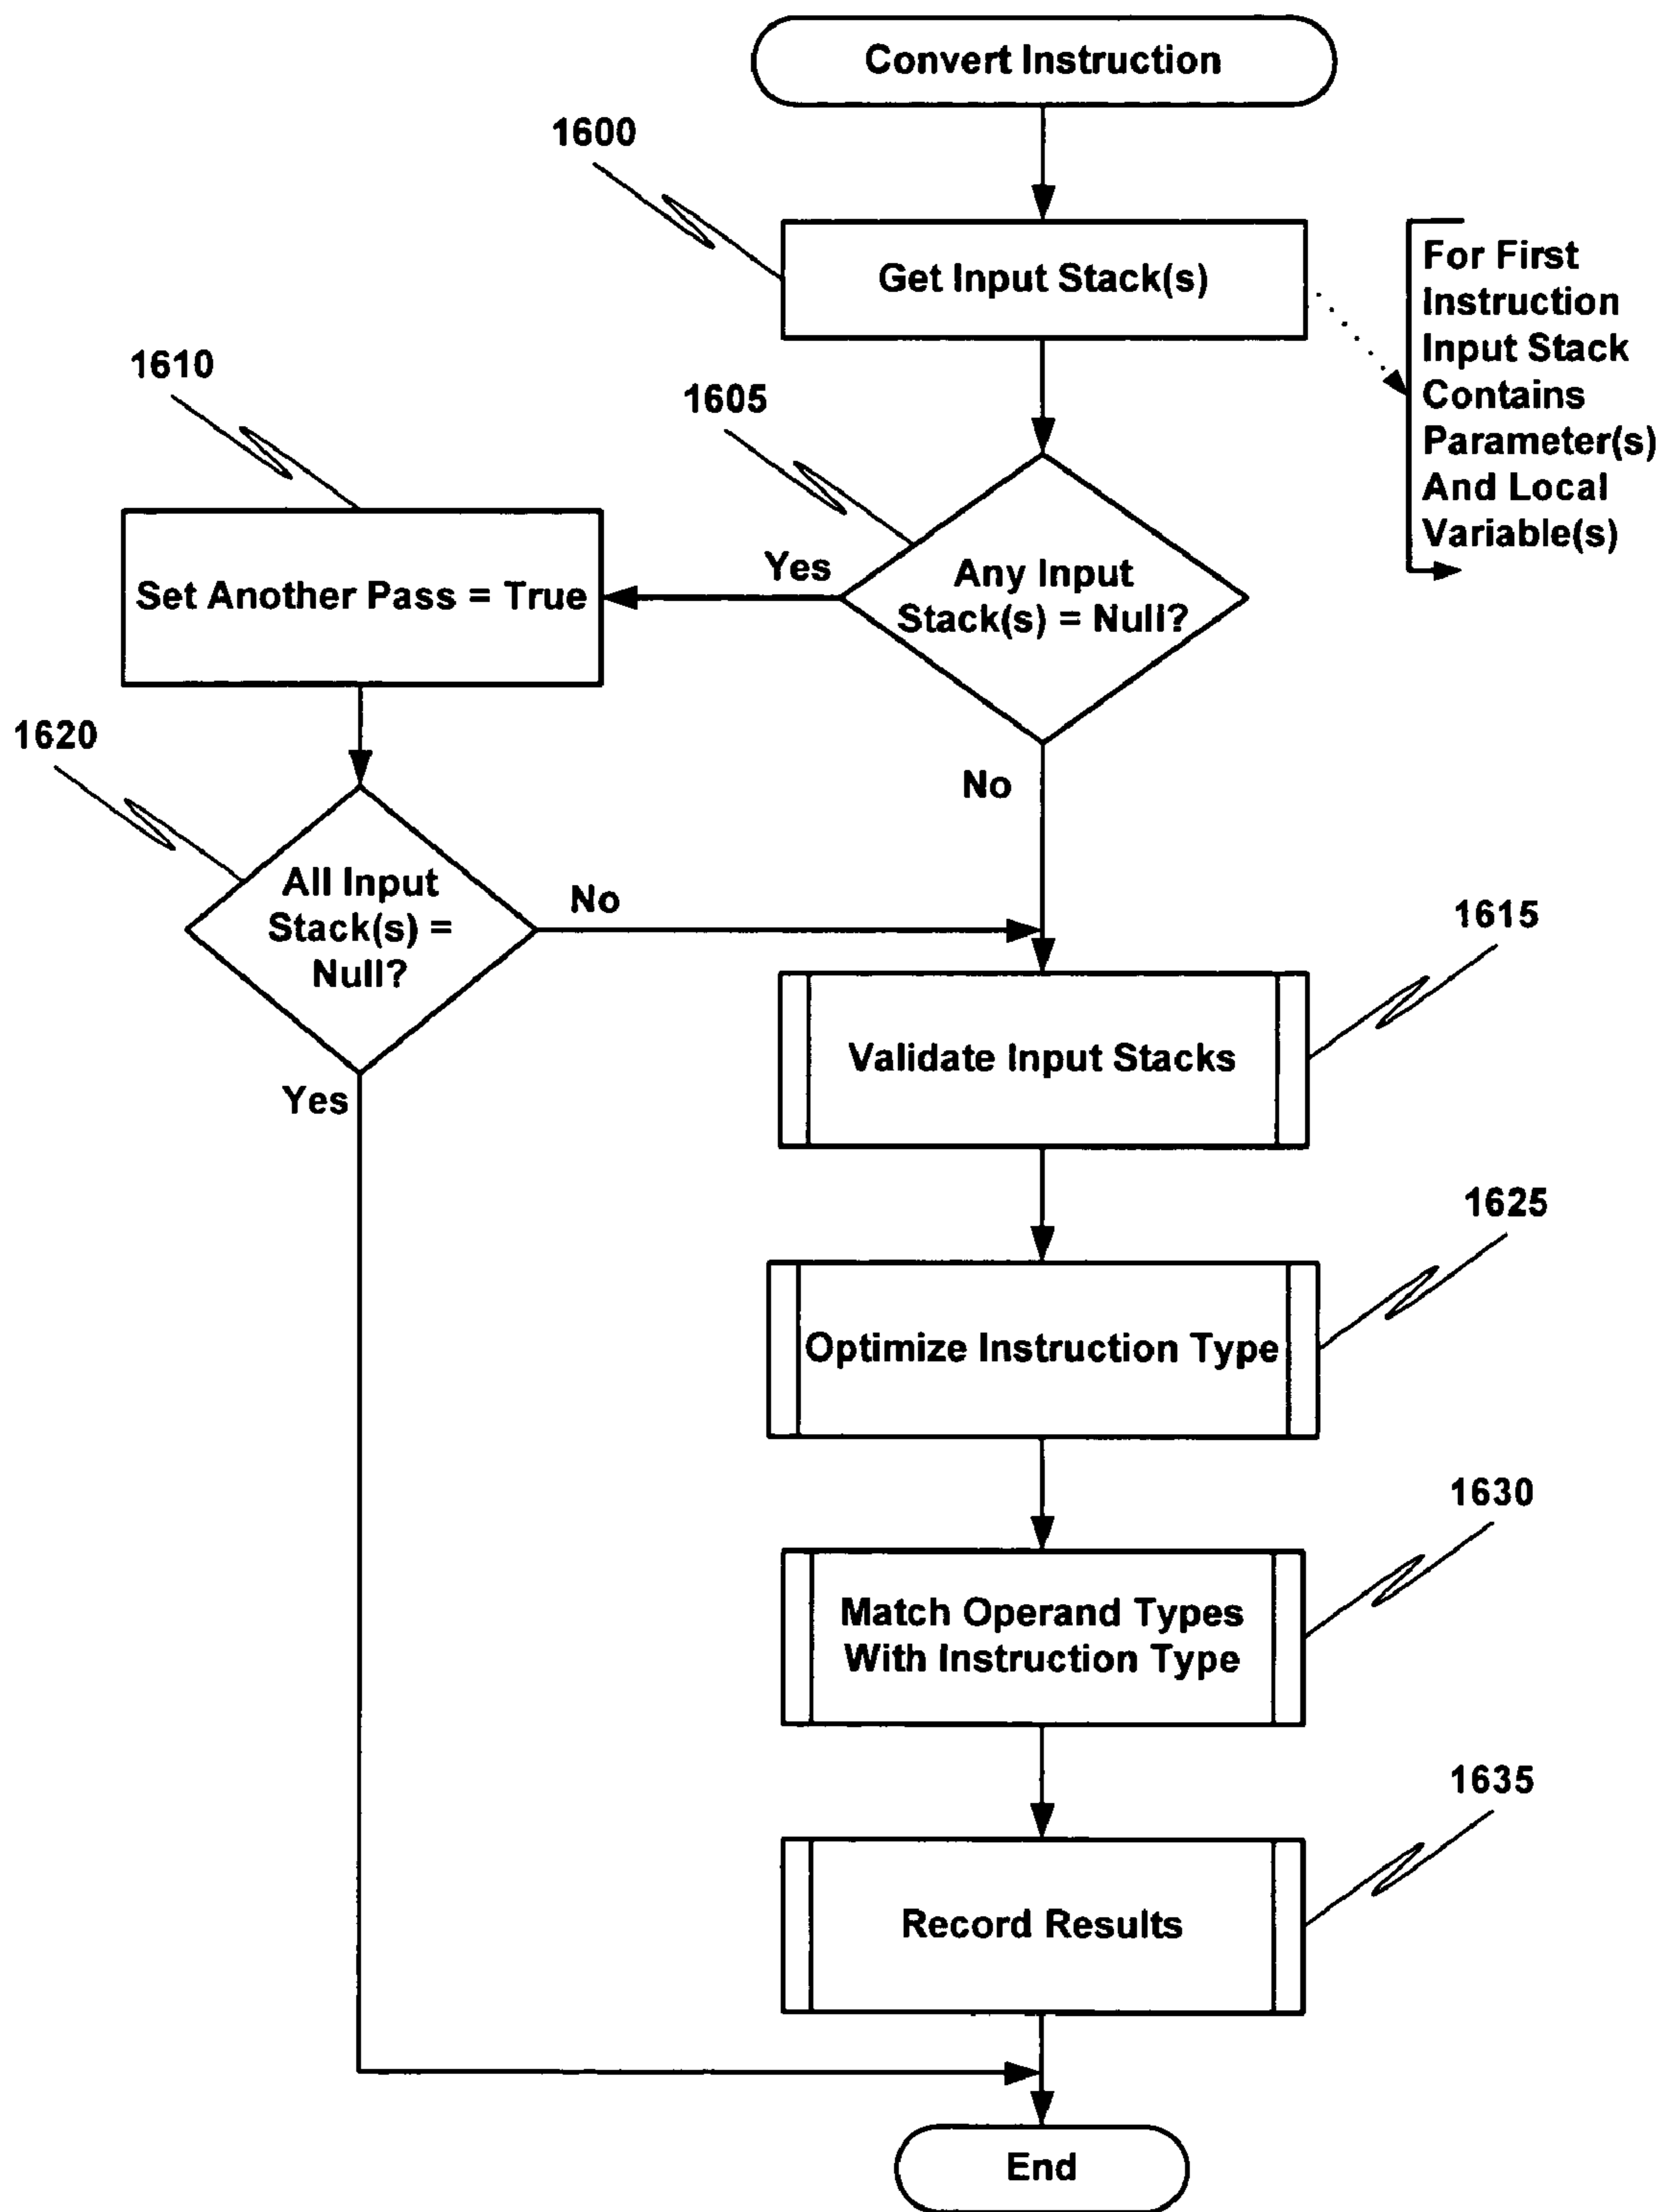 Convert Instruction
1600
Get Input Stack(s)
For First
Instruction
Input Stack
Contains
Parameter(s)
And Local
Variable(s)
1610
1605
Set Another Pass = True
Yes
Any Input
Stack(s) = Null?
1620
No
All Input
Stack(s) =
Null?
No
1615
Validate Input Stacks
Yes
1625
Optimize Instruction Type
1630
Match Operand Types
With Instruction Type
1635
Record Results
End